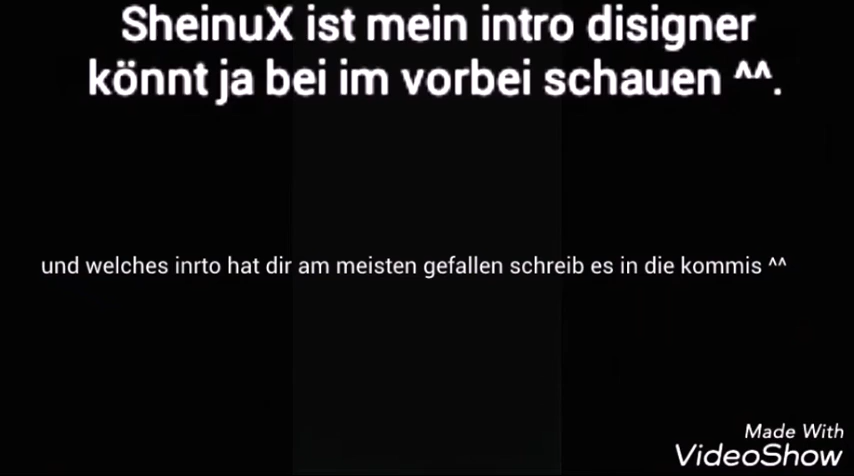 SheinuX ist mein intro disigner
könnt ja bei im vorbei schauen ^^.
und welches inrto hat dir am meisten gefallen schreib es in die kommis ^^
Made With
VideoShow